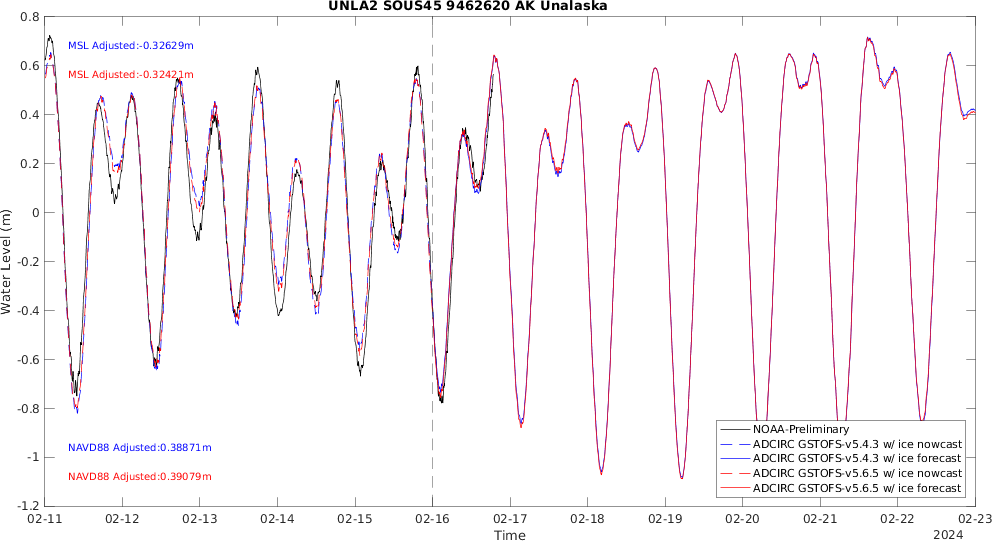 UNLA2 SOUS45 9462620 AK Unalaska
0.8
0.6
0.4
0.2
0
-0.2
-0.4
-0.6
-0.8
-1
-1.2
Water Level (m)
MSL Adjusted:-0.32629m
MSL Adjusted:-0.32421m
NAVD88 Adjusted:0.38871m
NAVD88 Adjusted:0.39079m
NOAA-Preliminary
ADCIRC GSTOFS-v5.4.3 w/ ice nowcast
ADCIRC GSTOFS-v5.4.3 w/ ice forecast
ADCIRC GSTOFS-v5.6.5 w/ ice nowcast
ADCIRC GSTOFS-v5.6.5 w/ ice forecast
02-11 02-12 02-13 02-14 02-15 02-16 02-17 02-18 02-19 02-20 02-21 02-22 02-23
Time
2024